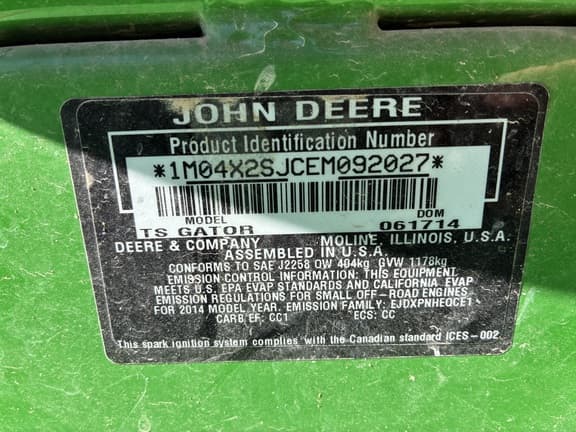 JOHN DEERE
Product Identification Number
*1M04X2SJCEM092027*
MODEL DOM
TS GATOR 061714
DEERE & COMPANY MOLINE, ILLINOIS, U.S.A.
ASSEMBLED IN U.S.A.
CONFORMS TO SAE J2258 QW 404kg GVW 1178kg
EMISSION CONTROL INFORMATION: THIS EQUIPMENT
MEETS U.S. EPA EVAP STANDARDS AND CALIFORNIA EVAP
EMISSION REGULATIONS FOR SMALL OFF-ROAD ENGINES
FOR 2014 MODEL YEAR. EMISSION FAMILY: EJDXPNHEOCE1
CARB EF: CC1 ECS: CC
This spark ignition system complies with the Canadian standard ICES-002.